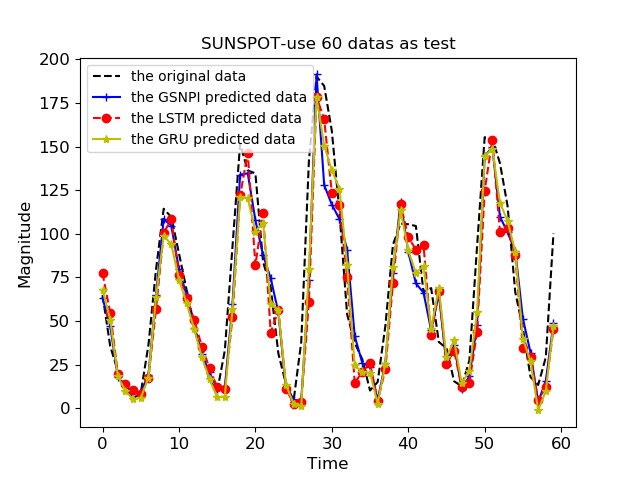 SUNSPOT-use 60 datas as test
the original data
the GSNPI predicted data
the LSTM predicted data
the GRU predicted data
Magnitude
200
175
150
125
100
75
50
25
0
0 10 20 30 40 50 60
Time